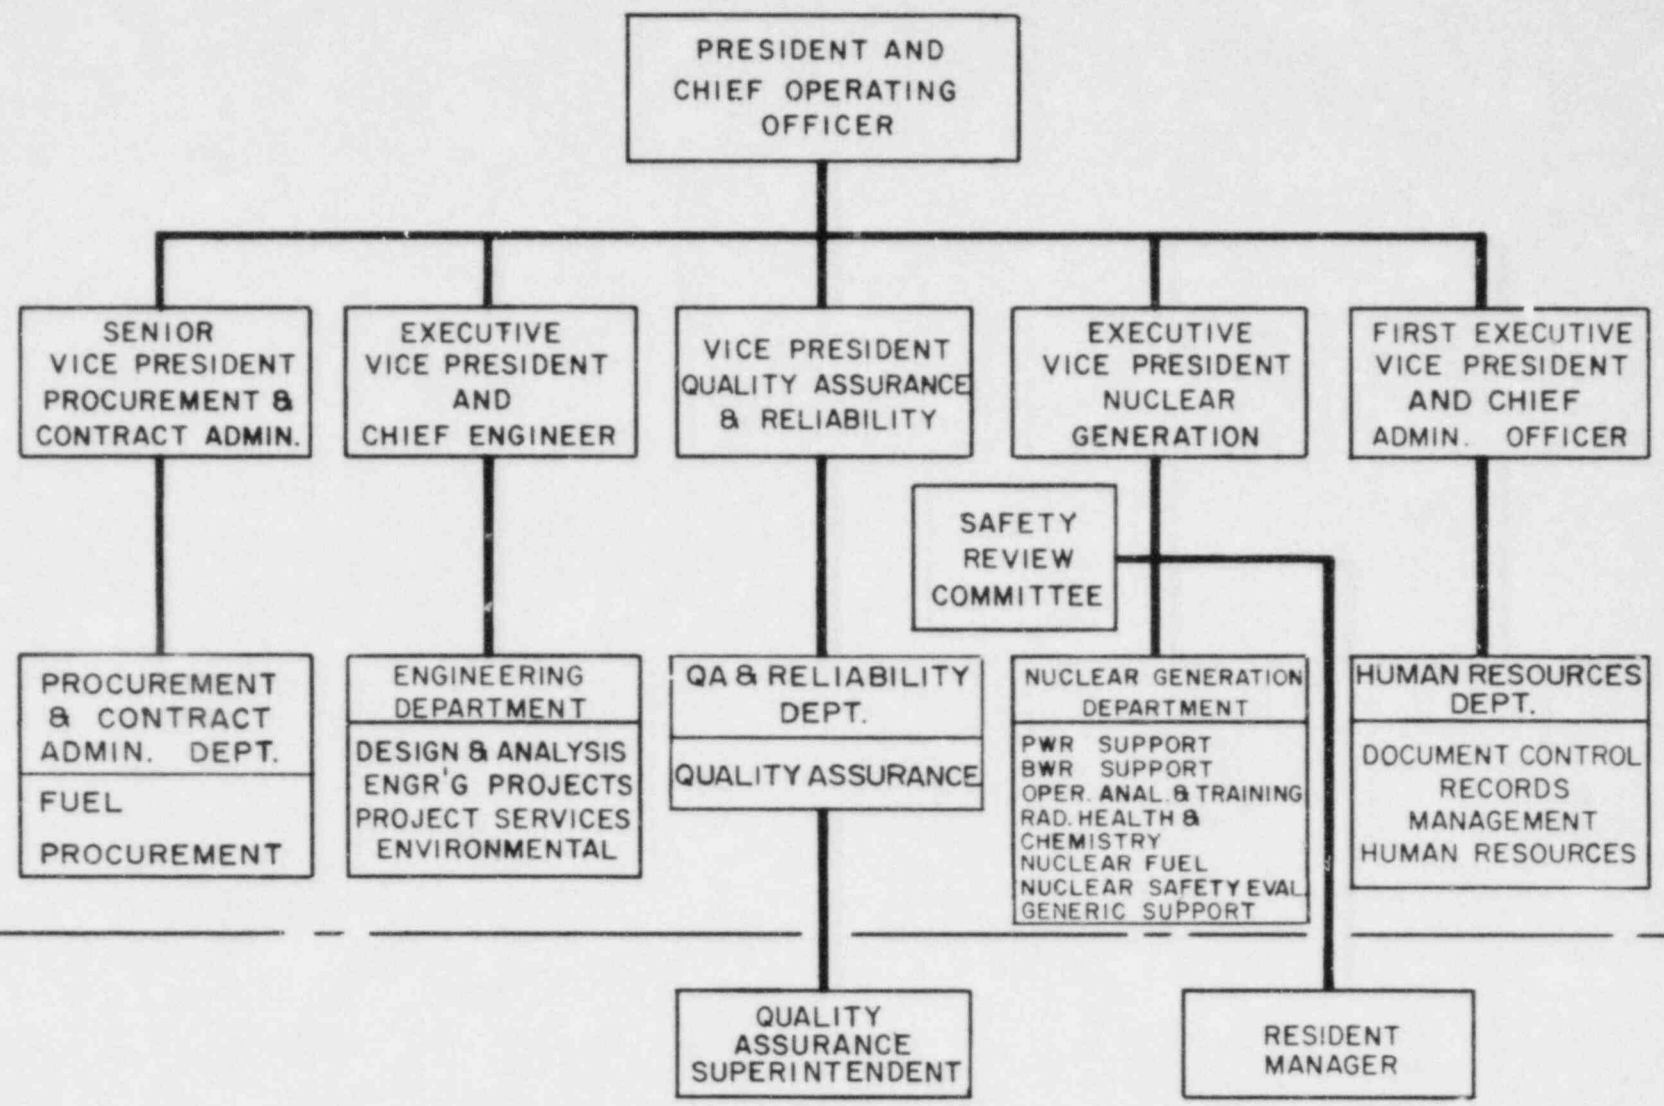 PRESIDENT AND
CHIEF OPERATING
OFFICER
SENIOR
VICE PRESIDENT
PROCUREMENT &
CONTRACT ADMIN.
EXECUTIVE
VICE PRESIDENT
AND
CHIEF ENGINEER
VICE PRESIDENT
QUALITY ASSURANCE
& RELIABILITY
EXECUTIVE
VICE PRESIDENT
NUCLEAR
GENERATION
FIRST EXECUTIVE
VICE PRESIDENT
AND CHIEF
ADMIN. OFFICER
SAFETY
REVIEW
COMMITTEE
PROCUREMENT
& CONTRACT
ADMIN. DEPT.
FUEL
PROCUREMENT
ENGINEERING
DEPARTMENT
DESIGN & ANALYSIS
ENGR'G PROJECTS
PROJECT SERVICES
ENVIRONMENTAL
QA & RELIABILITY
DEPT.
QUALITY ASSURANCE
NUCLEAR GENERATION
DEPARTMENT
PWR SUPPORT
BWR SUPPORT
OPER. ANAL. & TRAINING
RAD. HEALTH &
CHEMISTRY
NUCLEAR FUEL
NUCLEAR SAFETY EVAL
GENERIC SUPPORT
HUMAN RESOURCES
DEPT.
DOCUMENT CONTROL
RECORDS
MANAGEMENT
HUMAN RESOURCES
QUALITY
ASSURANCE
SUPERINTENDENT
RESIDENT
MANAGER